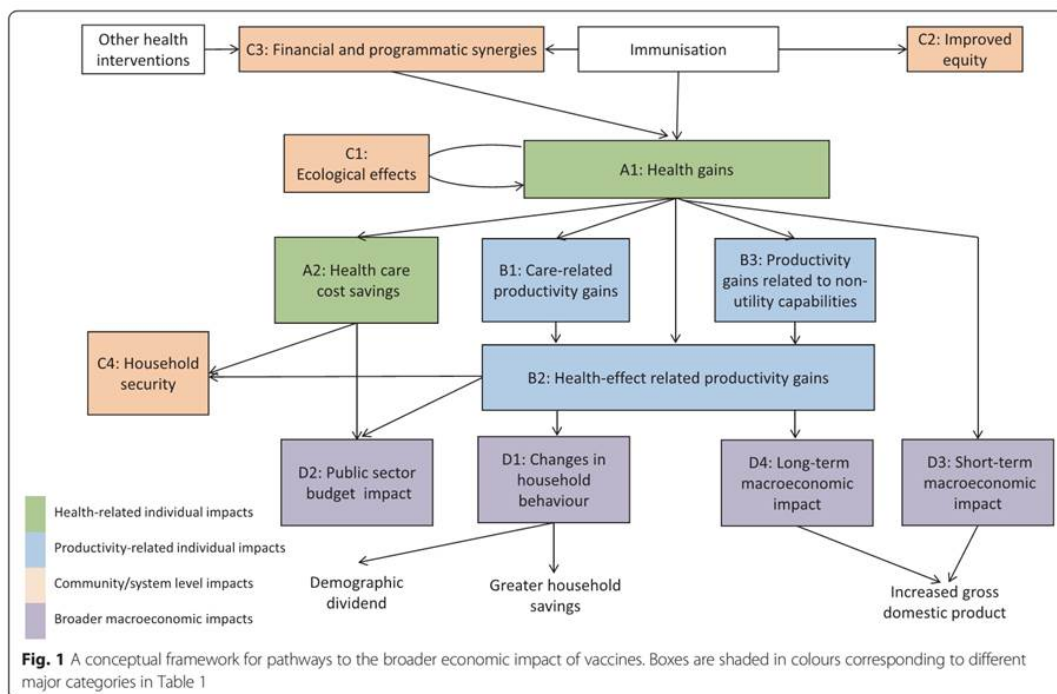 Other health
interventions
C3: Financial and programmatic synergies
Immunisation
C2: Improved
equity
C1:
Ecological effects
A1: Health gains
A2: Health care
cost savings
B1: Care-related
productivity gains
B3: Productivity
gains related to non-
utility capabilities
C4: Household
security
B2: Health-effect related productivity gains
D2: Public sector
budget impact
D1: Changes in
household
behaviour
D4: Long-term
macroeconomic
impact
D3: Short-term
macroeconomic
impact
Health-related individual impacts
Productivity-related individual impacts
Community/system level impacts
Broader macroeconomic impacts
Demographic
dividend
Greater household
savings
Increased gross
domestic product
Fig. 1 A conceptual framework for pathways to the broader economic impact of vaccines. Boxes are shaded in colours corresponding to different
major categories in Table 1